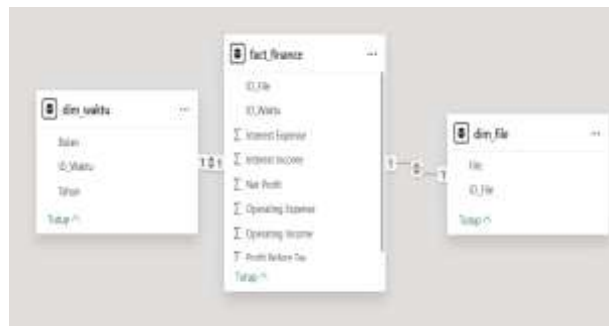 fact_finance
ID_File
ID_Waktu
Interest Expense
Interest Income
Net Profit
Operating Expense
Operating Income
Profit Before Tax
Tutup
dim_waktu
Bulan
ID_Waktu
Tahun
Tutup
1
1
dim_file
File
ID_File
Tutup
1
1